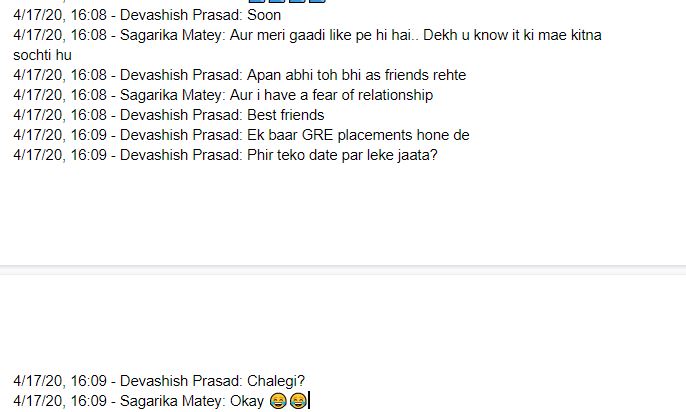 4/17/20, 16:08 - Devashish Prasad: Soon
4/17/20, 16:08 - Sagarika Matey: Aur meri gaadi like pe hi hai.. Dekh u know it ki mae kitna
sochti hu
4/17/20, 16:08 - Devashish Prasad: Apan abhi toh bhi as friends rehte
4/17/20, 16:08 - Sagarika Matey: Aur i have a fear of relationship
4/17/20, 16:08 - Devashish Prasad: Best friends
4/17/20, 16:09 - Devashish Prasad: Ek baar GRE placements hone de
4/17/20, 16:09 - Devashish Prasad: Phir teko date par leke jaata?
4/17/20, 16:09 - Devashish Prasad: Chalegi?
4/17/20, 16:09 - Sagarika Matey: Okay 😂😂